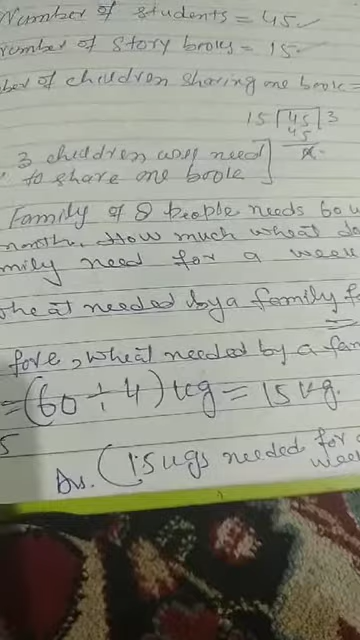 Number of students = 45
Number of story books = 15
ber of children sharing one book =
15 45 3
45
3 children will need
to share one book
Family of 8 people needs 60
month. How much wheat do
mily need for a week
heat needed by a family f
fore, wheat needed by a fam
= (60 ÷ 4) kg = 15 kg.
5
Ans. (15 kgs needed for a
week